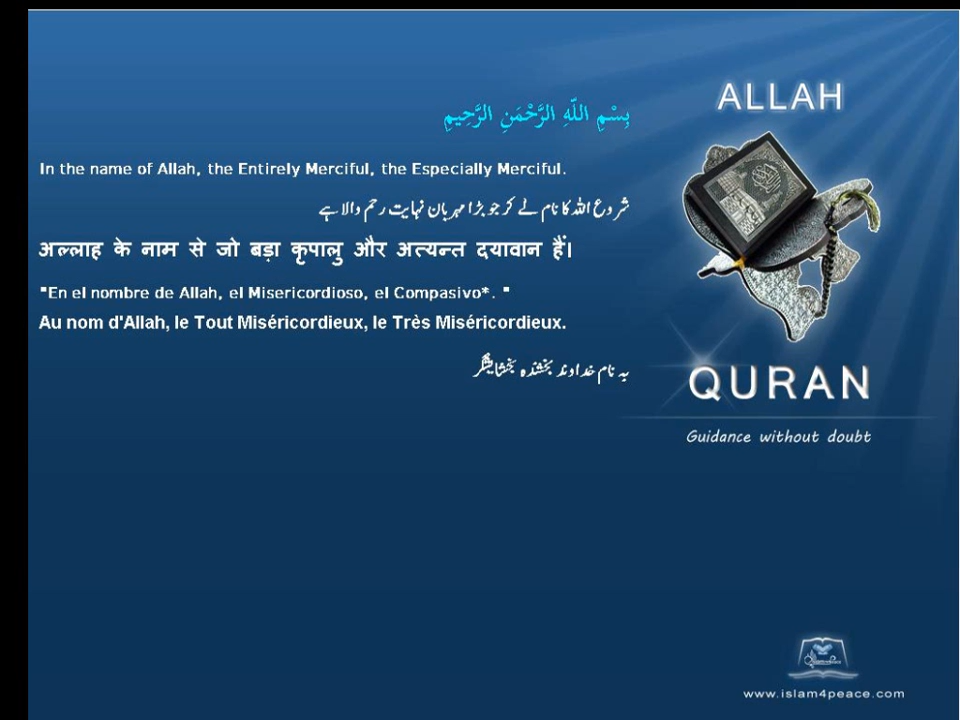 بِسْمِ اللّهِ الرَّحْمَنِ الرَّحِيمِ
In the name of Allah, the Entirely Merciful, the Especially Merciful.
شروع الله کا نام لے کر جو بڑا مہربان نہایت رحم والا ہے
अल्लाह के नाम से जो बड़ा कृपालु और अत्यन्त दयावान हैं।
"En el nombre de Allah, el Misericordioso, el Compasivo*. "
Au nom d'Allah, le Tout Miséricordieux, le Très Miséricordieux.
به نام خداوند بخشنده بخشایشگر
ALLAH
QURAN
Guidance without doubt
www.islam4peace.com